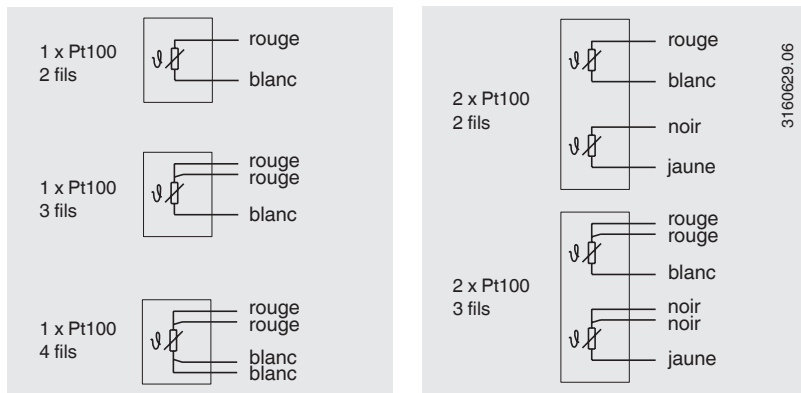 1 x Pt100
2 fils
rouge
blanc
1 x Pt100
3 fils
rouge
rouge
blanc
1 x Pt100
4 fils
rouge
rouge
blanc
blanc
2 x Pt100
2 fils
rouge
blanc
noir
jaune
2 x Pt100
3 fils
rouge
rouge
blanc
noir
noir
jaune
3160629.06